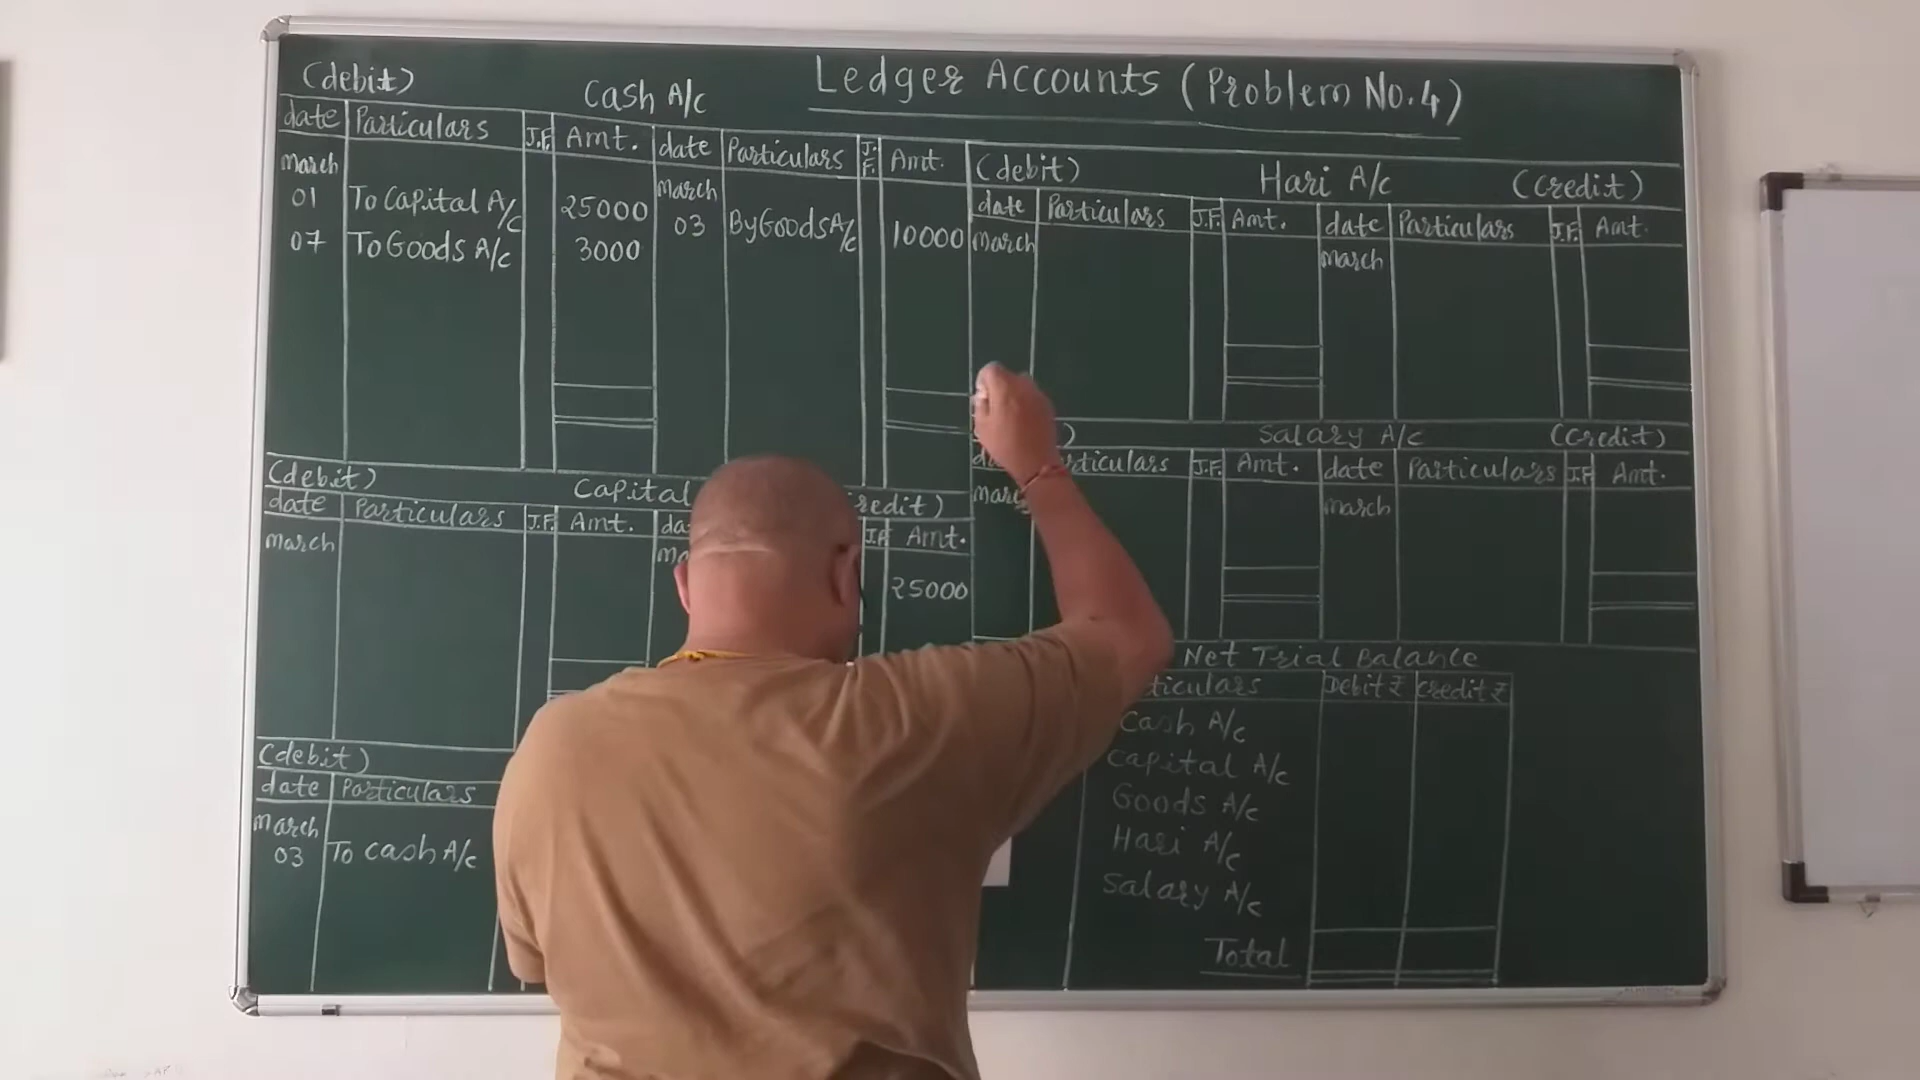 Ledger Accounts (Problem No.4)
(debit) Cash A/c
date Particulars J.F. Amt. date Particulars J.F. Amt.
march march
01 To Capital A/c 25000 03 By Goods A/c 10000
07 To Goods A/c 3000
(debit) Hari A/c (credit)
date Particulars J.F. Amt. date Particulars J.F. Amt.
march march
(debit) Capital
date Particulars J.F. Amt. J.F. Amt.
march
25000
Salary A/c (credit)
J.F. Amt. date Particulars J.F. Amt.
march
(debit)
date Particulars
march
03 To cash A/c
Net Trial Balance
Debit ₹ credit ₹
Cash A/c
Capital A/c
Goods A/c
Hari A/c
Salary A/c
Total